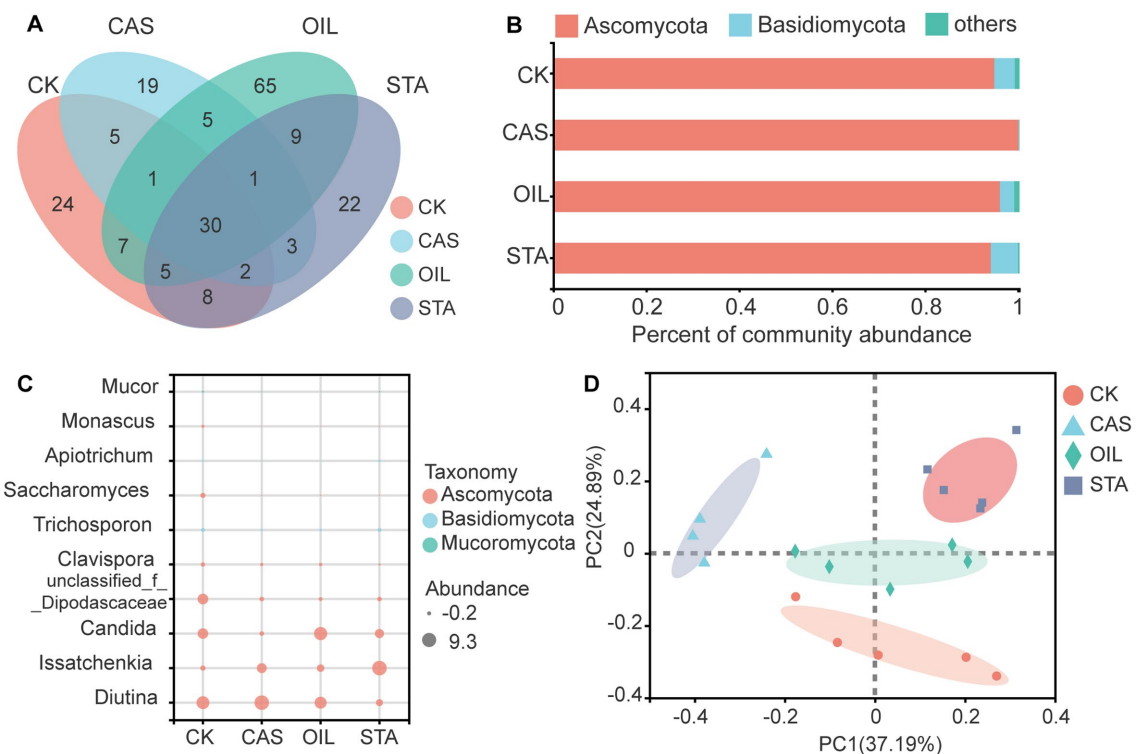 A
CAS
OIL
CK
STA
19
65
5
5
9
1
1
24
30
22
7
3
5
2
8
CK
CAS
OIL
STA
B
Ascomycota
Basidiomycota
others
CK
CAS
OIL
STA
0
0.2
0.4
0.6
0.8
1
Percent of community abundance
C
Mucor
Monascus
Apiotrichum
Saccharomyces
Trichosporon
Clavispora
unclassified_f_
_Dipodascaceae
Candida
Issatchenkia
Diutina
CK
CAS
OIL
STA
Taxonomy
Ascomycota
Basidiomycota
Mucoromycota
Abundance
-0.2
9.3
D
PC2(24.89%)
0.4
0.2
0
-0.2
-0.4
-0.4
-0.2
0
0.2
0.4
PC1(37.19%)
CK
CAS
OIL
STA